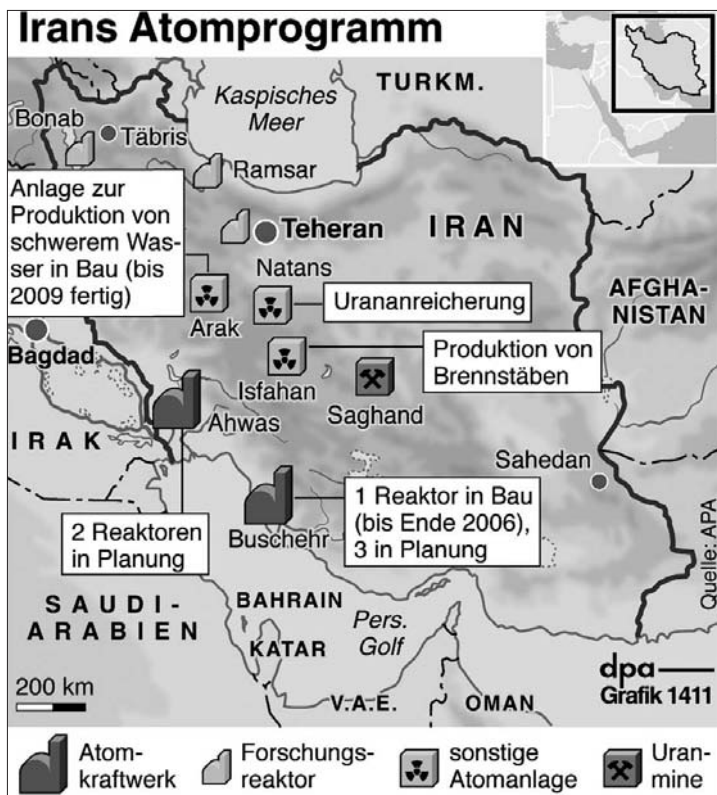 Irans Atomprogramm
TURKM.
Kaspisches
Meer
Bonab
Täbris
Ramsar
Anlage zur
Produktion von
schwerem Was-
ser in Bau (bis
2009 fertig)
Teheran
IRAN
Natans
Urananreicherung
AFGHA-
NISTAN
Arak
Bagdad
Produktion von
Brennstäben
Isfahan
Saghand
Ahwas
IRAK
Sahedan
2 Reaktoren
in Planung
Buschehr
1 Reaktor in Bau
(bis Ende 2006),
3 in Planung
Quelle: APA
SAUDI-
ARABIEN
BAHRAIN
KATAR
Pers.
Golf
V.A.E.
OMAN
200 km
dpa
Grafik 1411
Atom-
kraftwerk
Forschungs-
reaktor
sonstige
Atomanlage
Uran-
mine